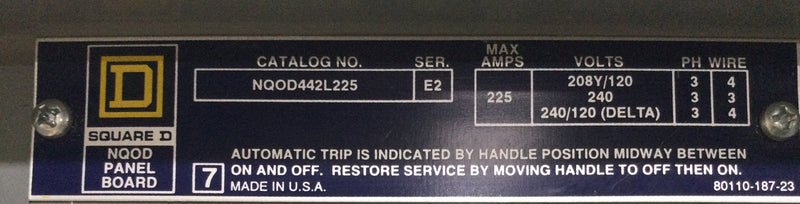 D
SQUARE D
NQOD
PANEL
BOARD
CATALOG NO. SER.
NQOD442L225 E2
MAX
AMPS VOLTS PH WIRE
225
208Y/120 3 4
240 3 3
240/120 (DELTA) 3 4
7
AUTOMATIC TRIP IS INDICATED BY HANDLE POSITION MIDWAY BETWEEN
ON AND OFF. RESTORE SERVICE BY MOVING HANDLE TO OFF THEN ON.
MADE IN U.S.A. 80110-187-23